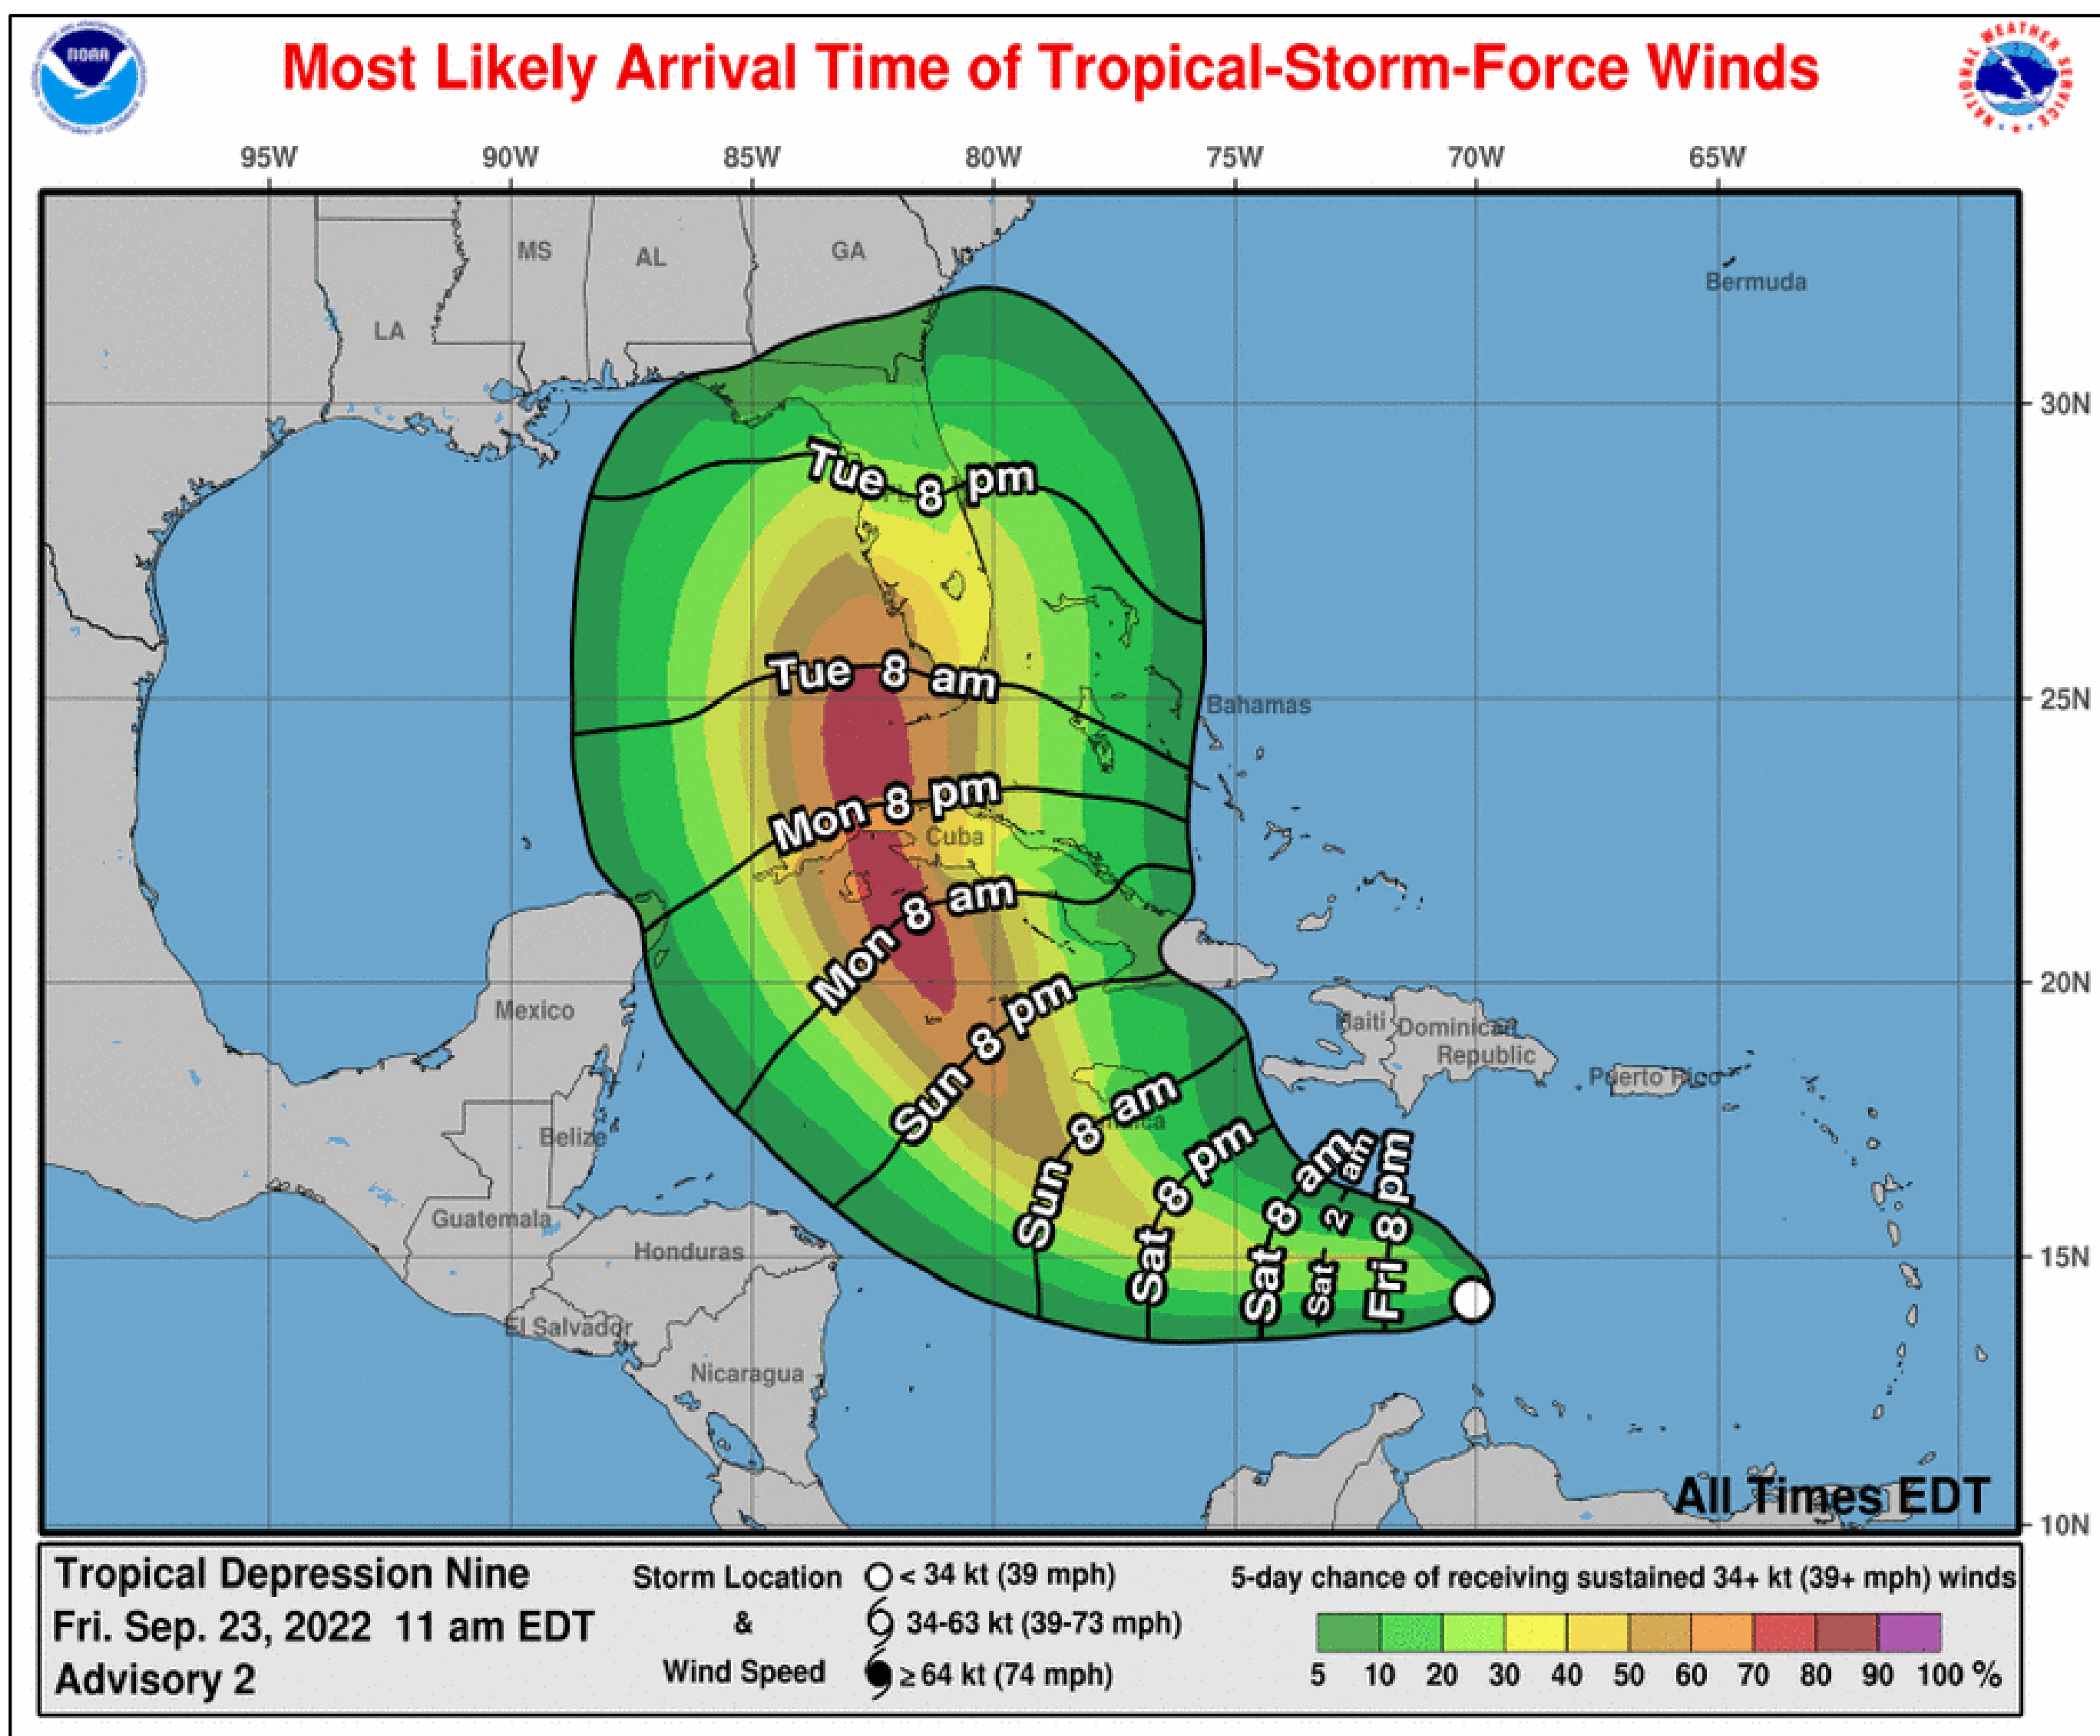 NOAA
Most Likely Arrival Time of Tropical-Storm-Force Winds
NATIONAL WEATHER SERVICE
95W 90W 85W 80W 75W 70W 65W
MS AL GA
Bermuda
LA
30N
Tue 8 pm
Tue 8 am
25N
Bahamas
Mon 8 pm
Cuba
Mon 8 am
20N
Mexico
Sun 8 pm
Haiti Dominican
Republic
Puerto Rico
Sun 8 am
Belize
Sat 8 pm
Sat 8 am
Sat 2 am
Fri 8 pm
Guatemala
Honduras
15N
El Salvador
Nicaragua
All Times EDT
10N
Tropical Depression Nine
Fri. Sep. 23, 2022 11 am EDT
Advisory 2
Storm Location
&
Wind Speed
< 34 kt (39 mph)
34-63 kt (39-73 mph)
≥ 64 kt (74 mph)
5-day chance of receiving sustained 34+ kt (39+ mph) winds
5 10 20 30 40 50 60 70 80 90 100 %